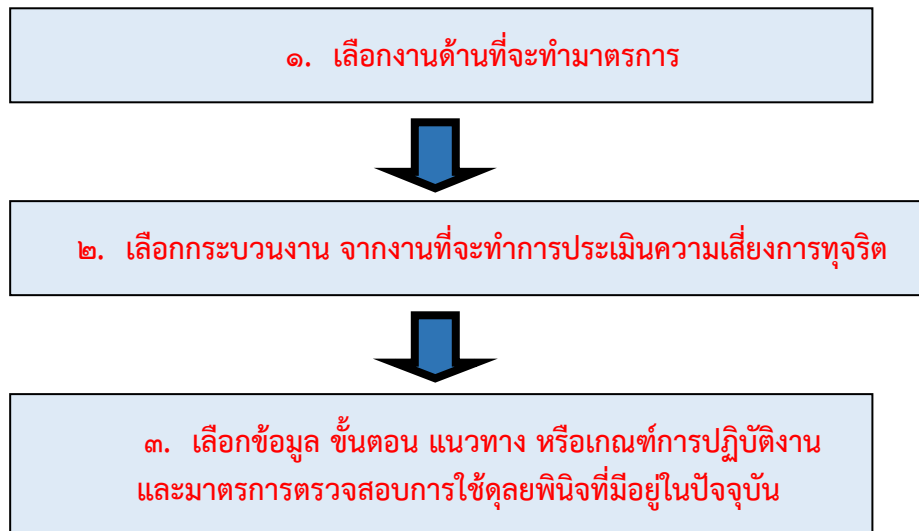 ๑. เลือกงานด้านที่จะทำมาตรการ
๒. เลือกกระบวนงาน จากงานที่จะทำการประเมินความเสี่ยงการทุจริต
๓. เลือกข้อมูล ขั้นตอน แนวทาง หรือเกณฑ์การปฏิบัติงาน
และมาตรการตรวจสอบการใช้ดุลยพินิจที่มีอยู่ในปัจจุบัน